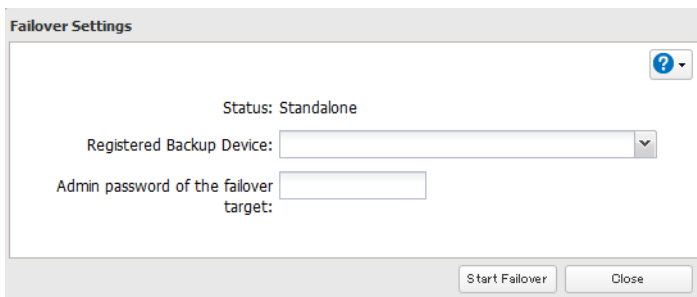 Failover Settings
?
Status: Standalone
Registered Backup Device:
Admin password of the failover
target:
Start Failover
Close